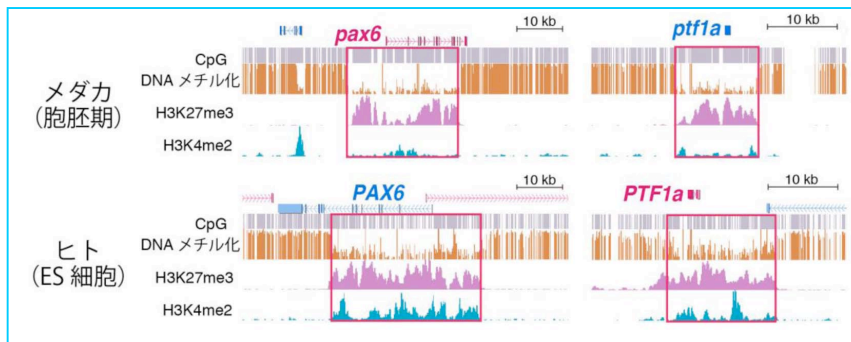 pax6
10 kb
ptf1a
10 kb
メダカ
(胞胚期)
CpG
DNA メチル化
H3K27me3
H3K4me2
PAX6
10 kb
PTF1a
10 kb
ヒト
(ES 細胞)
CpG
DNA メチル化
H3K27me3
H3K4me2